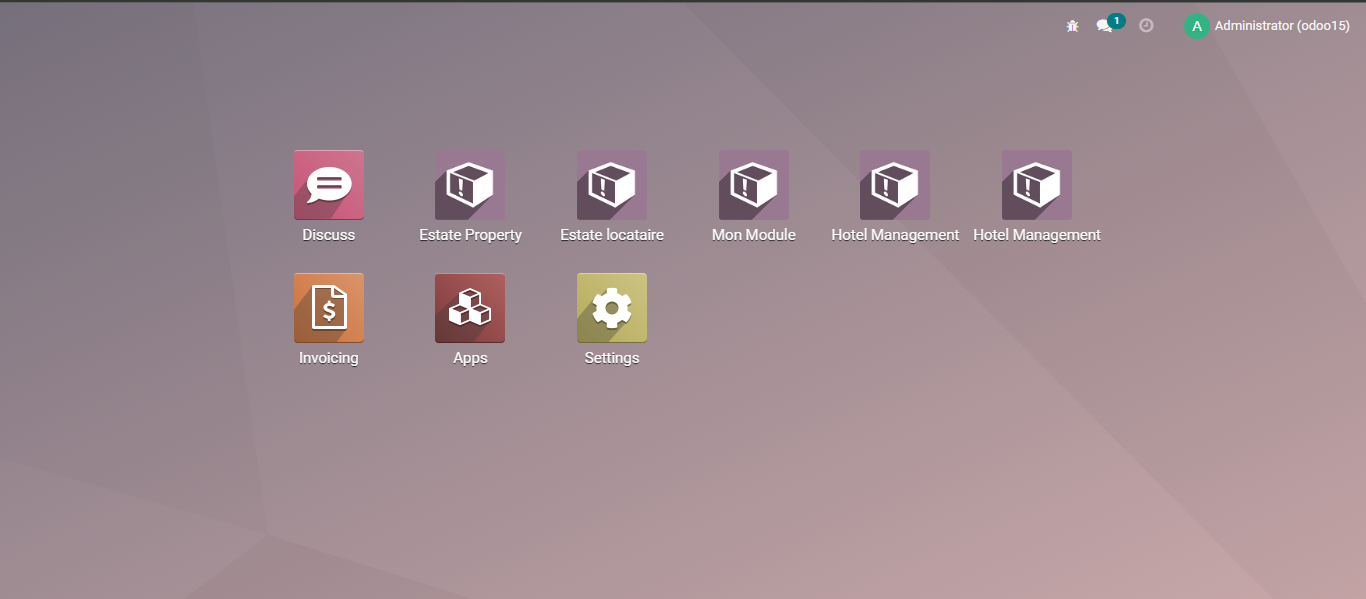 1
A Administrator (odoo15)
Discuss
Estate Property
Estate locataire
Mon Module
Hotel Management
Hotel Management
Invoicing
Apps
Settings